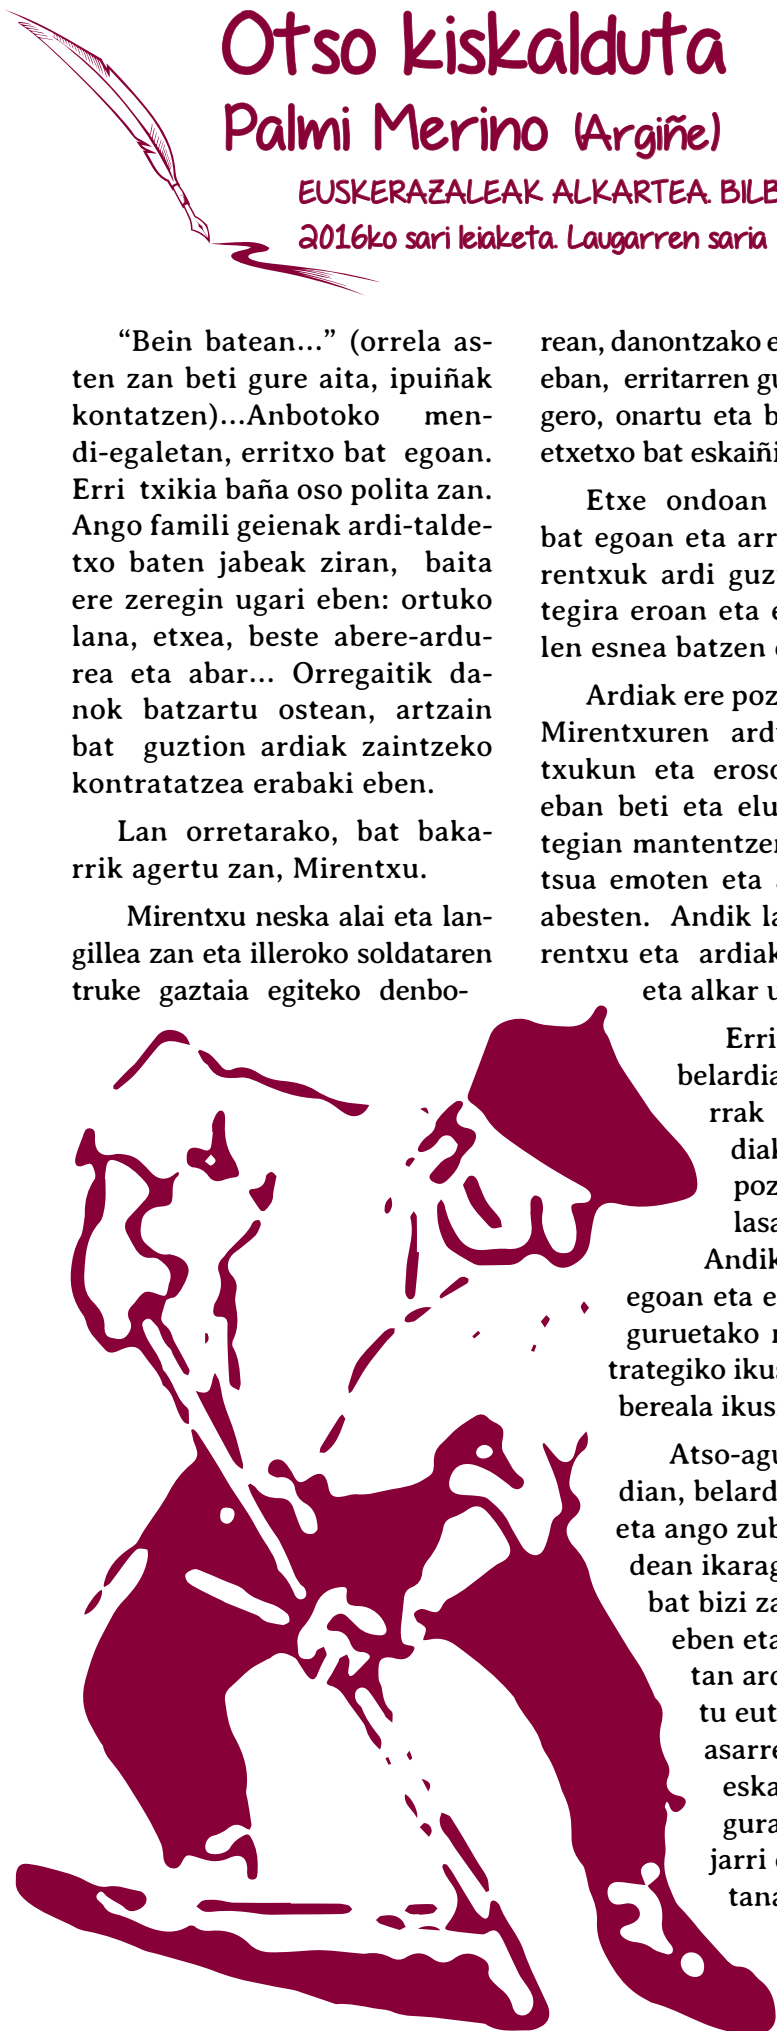 Otso kiskalduta
Palmi Merino (Argiñe)
EUSKERAZALEAK ALKARTEA. BILB
2016ko sari leiaketa. Laugarren saria
“Bein batean...” (orrela as-
ten zan beti gure aita, ipuiñak
kontatzen)...Anbotoko men-
di-egaletan, erritxo bat egoan.
Erri txikia baña oso polita zan.
Ango famili geienak ardi-talde-
txo baten jabeak ziran, baita
ere zeregin ugari eben: ortuko
lana, etxea, beste abere-ardu-
rea eta abar... Orregaitik da-
nok batzartu ostean, artzain
bat guztion ardiak zaintzeko
kontratatzea erabaki eben.
Lan orretarako, bat baka-
rrik agertu zan, Mirentxu.
Mirentxu neska alai eta lan-
gillea zan eta illeroko soldataren
truke gaztaia egiteko denbo-
rean, danontzako e
eban, erritarren gu
gero, onartu eta b
etxetxo bat eskaiñi
Etxe ondoan
bat egoan eta arr
rentxuk ardi guz
tegira eroan eta e
len esnea batzen
Ardiak ere poz
Mirentxuren ard
txukun eta eroso
eban beti eta elu
tegian mantentze
tsua emoten eta
abesten. Andik la
rentxu eta ardiak
eta alkar u
Erri
belardia
rrak
diak
poz
lasa
Andik
egoan eta e
guruetako
trategiko ikus
bereala ikus
Atso-agu
dian, belard
eta ango zub
dean ikarag
bat bizi za
eben eta
tan ard
tu eut
asarre
eska
gura
jarri
tana